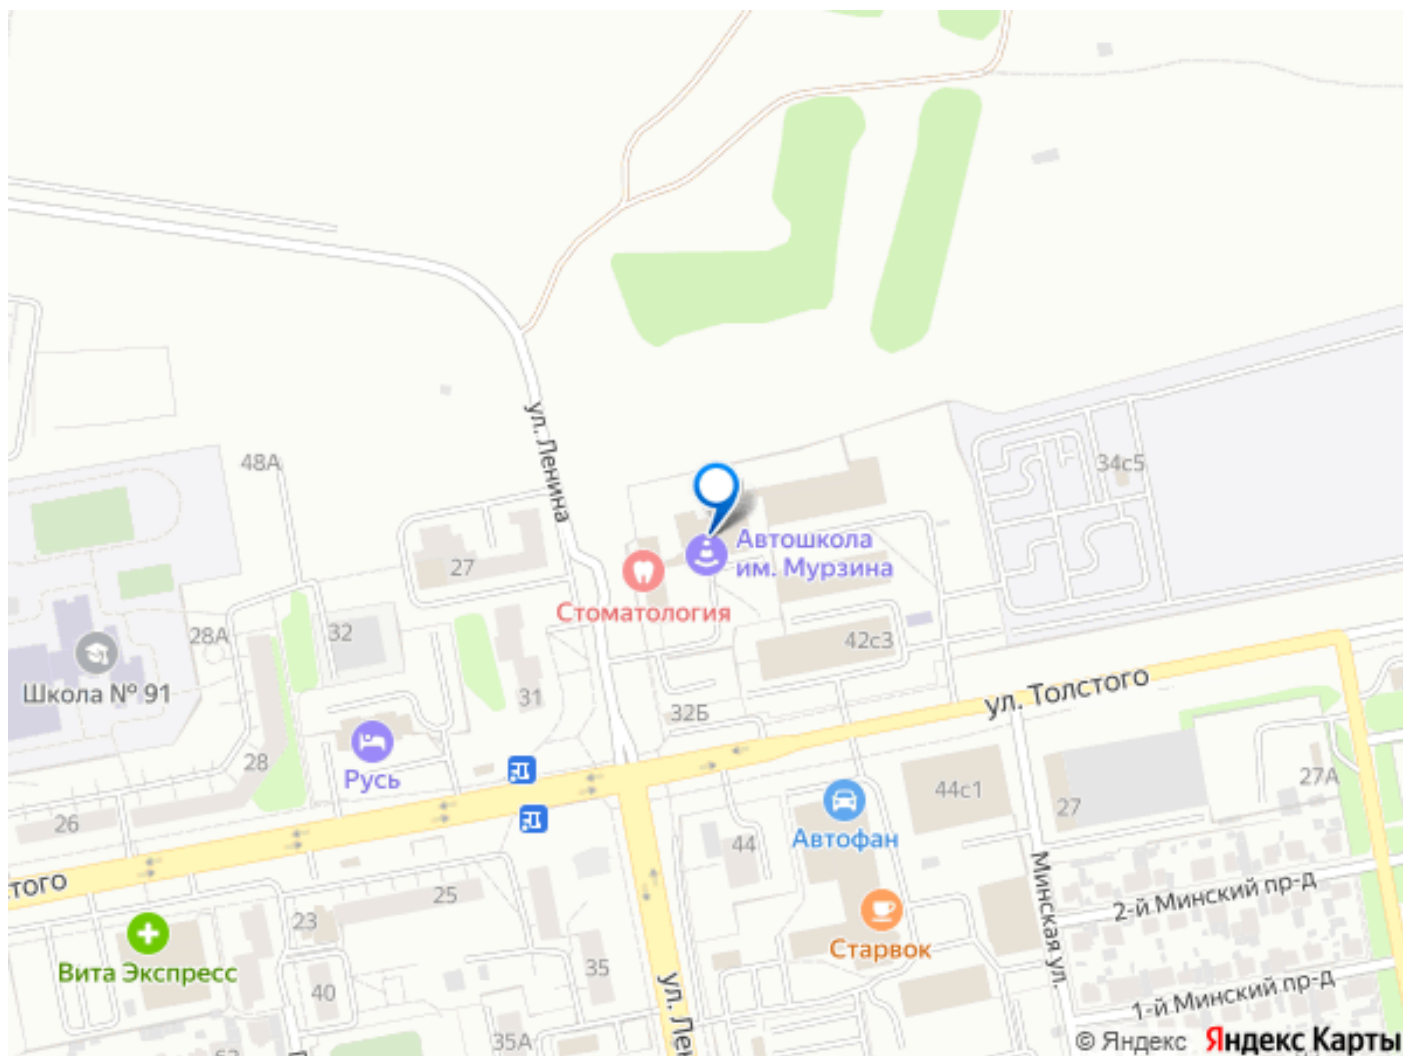 ул. Ленина
48А
34с5
Автошкола
им. Мурзина
27
Стоматология
28А
32
42с3
Школа № 91
31
ул. Толстого
32Б
28
Русь
27А
44с1
27
26
Автофан
44
стого
25
Минская ул.
2-й Минский пр-д
23
Вита Экспресс
Старвок
35
40
ул. Лен
1-й Минский пр-д
35А
© Яндекс Яндекс Карты